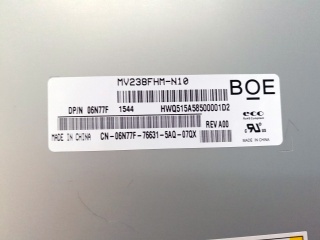 MV238FHM-N10
BOE
DP/N 06N77F 1544 HWQ515A58500001D2
eco
REV A00
MADE IN CHINA CN-06N77F-76631-5AQ-07QX
MADE IN CHINA